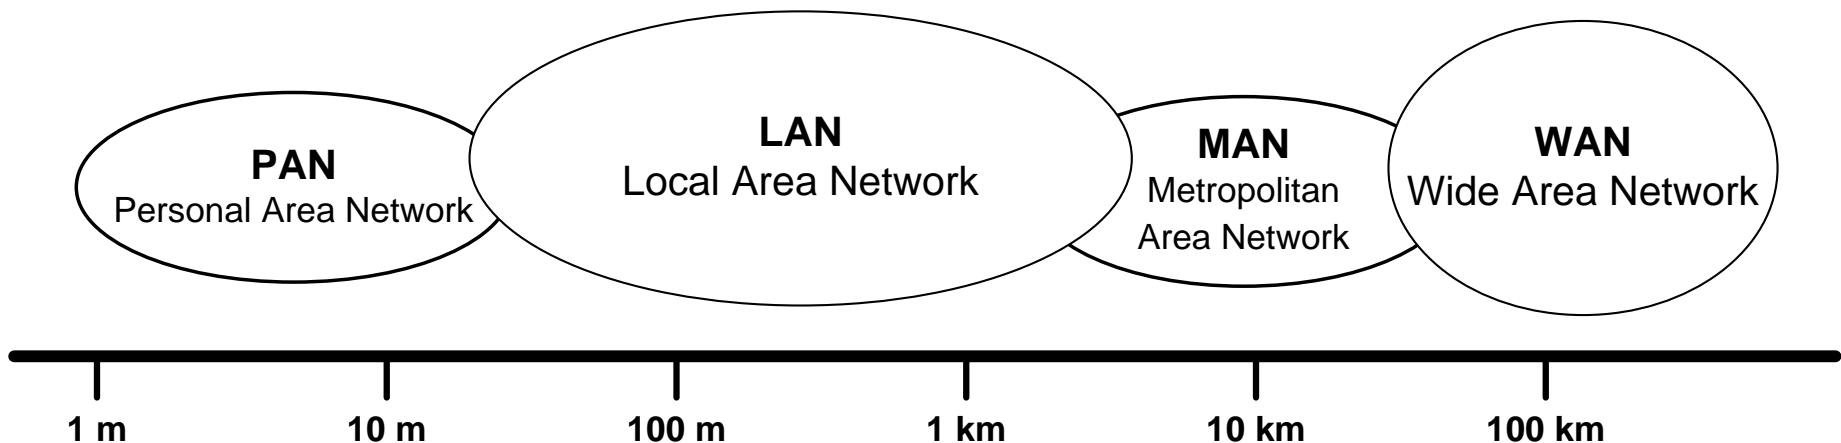 PAN
Personal Area Network
LAN
Local Area Network
MAN
Metropolitan
Area Network
WAN
Wide Area Network
1 m
10 m
100 m
1 km
10 km
100 km